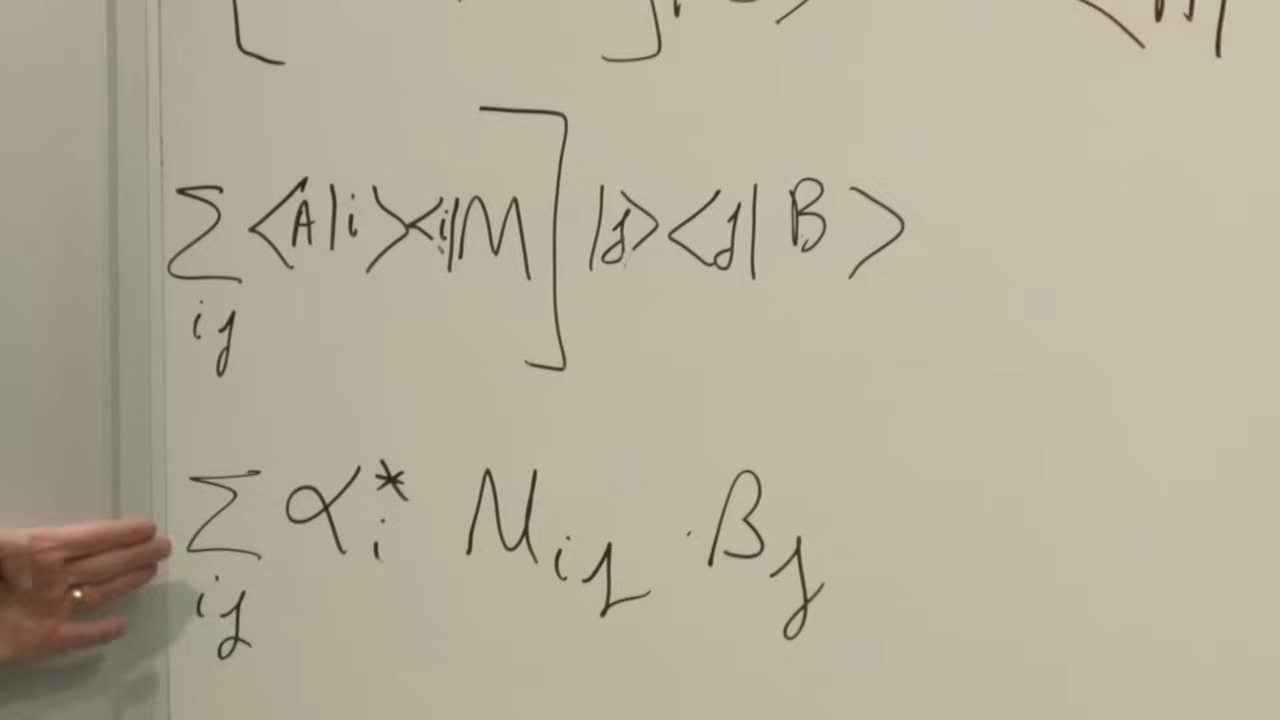 ∑ <A|i><i|M] |j><j|B>
ij
∑ α*i Mij βj
ij